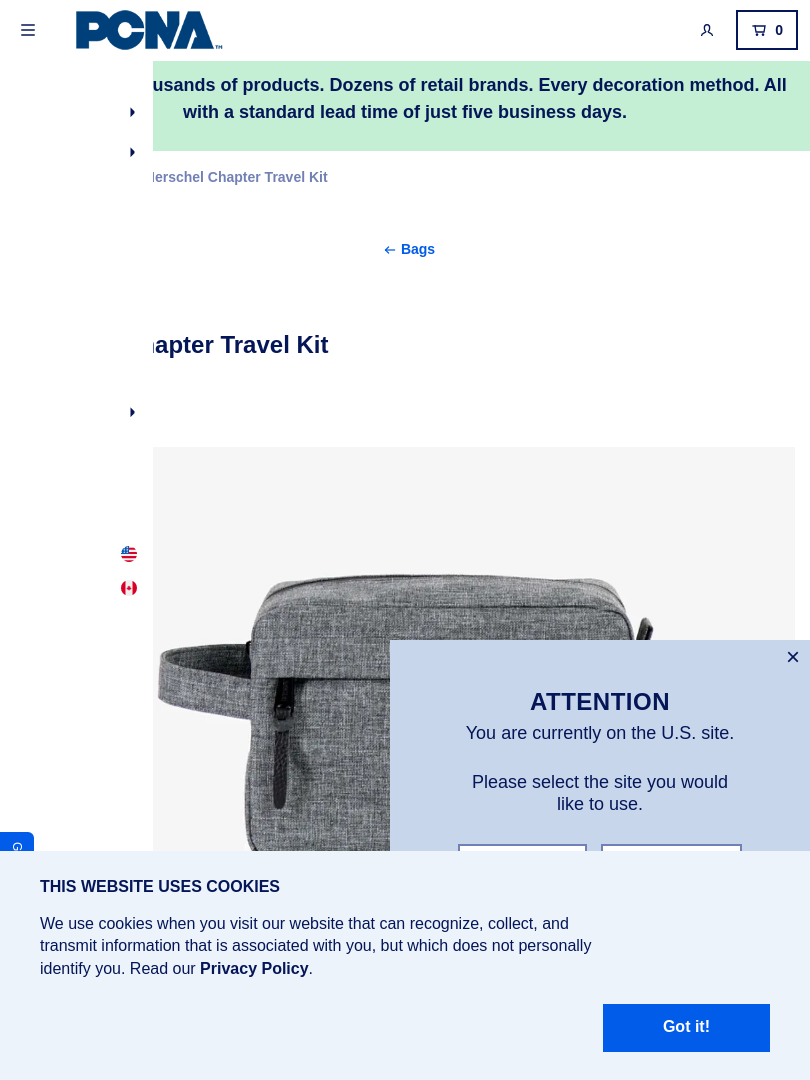 PCNA
TM
0
of products. Dozens of retail brands. Every decoration method. All
with a standard lead time of just five business days.
Chapter Travel Kit
Bags
Travel Kit
ATTENTION
You are currently on the U.S. site.
Please select the site you would
like to use.
G
THIS WEBSITE USES COOKIES
We use cookies when you visit our website that can recognize, collect, and
transmit information that is associated with you, but which does not personally
identify you. Read our Privacy Policy.
Got it!